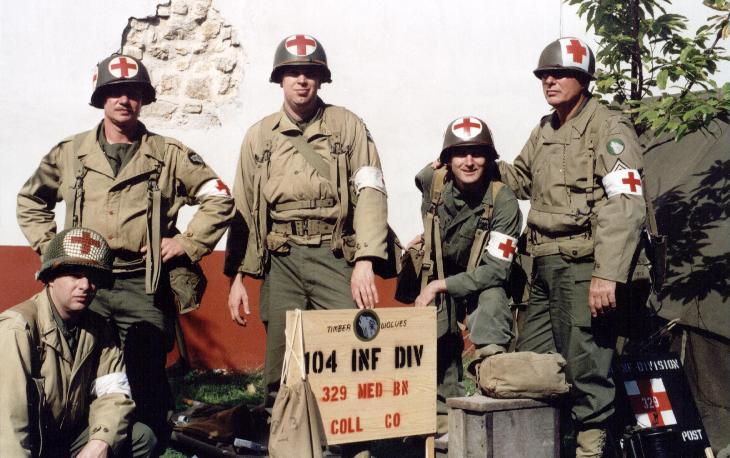 TIMBER WOLVES
104 INF DIV
329 MED BN
COLL CO
DIVISION
329
POST